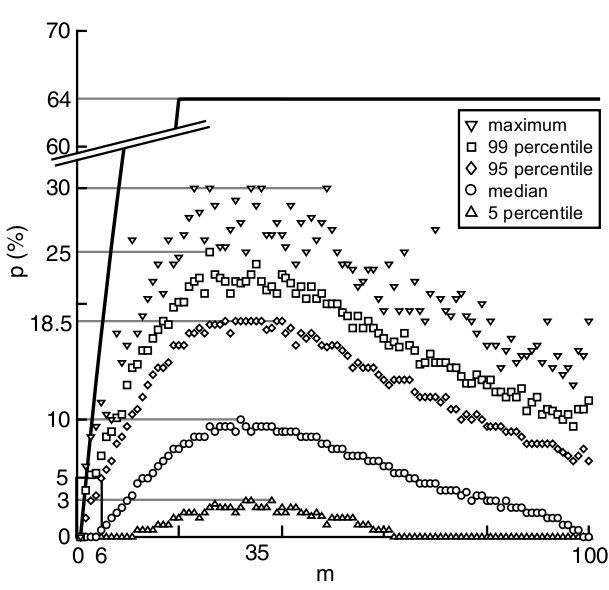 70
64
60
30
25
18.5
10
5
3
0
p (%)
maximum
99 percentile
95 percentile
median
5 percentile
0 6 35 100
m